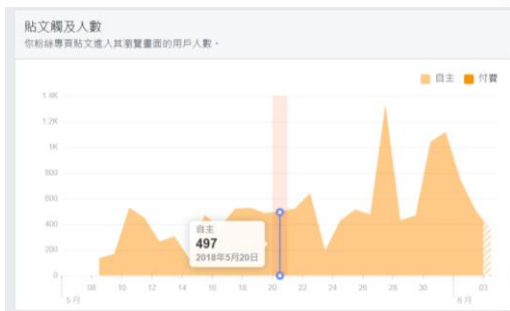 貼文觸及人數
你粉絲專頁貼文進入其瀏覽畫面的用戶人數。
自主 付費
1.4K
1.2K
1K
800
600
400
200
0
自主
497
2018年5月20日
08 10 12 14 16 18 20 22 24 26 28 30 03
5月 6月